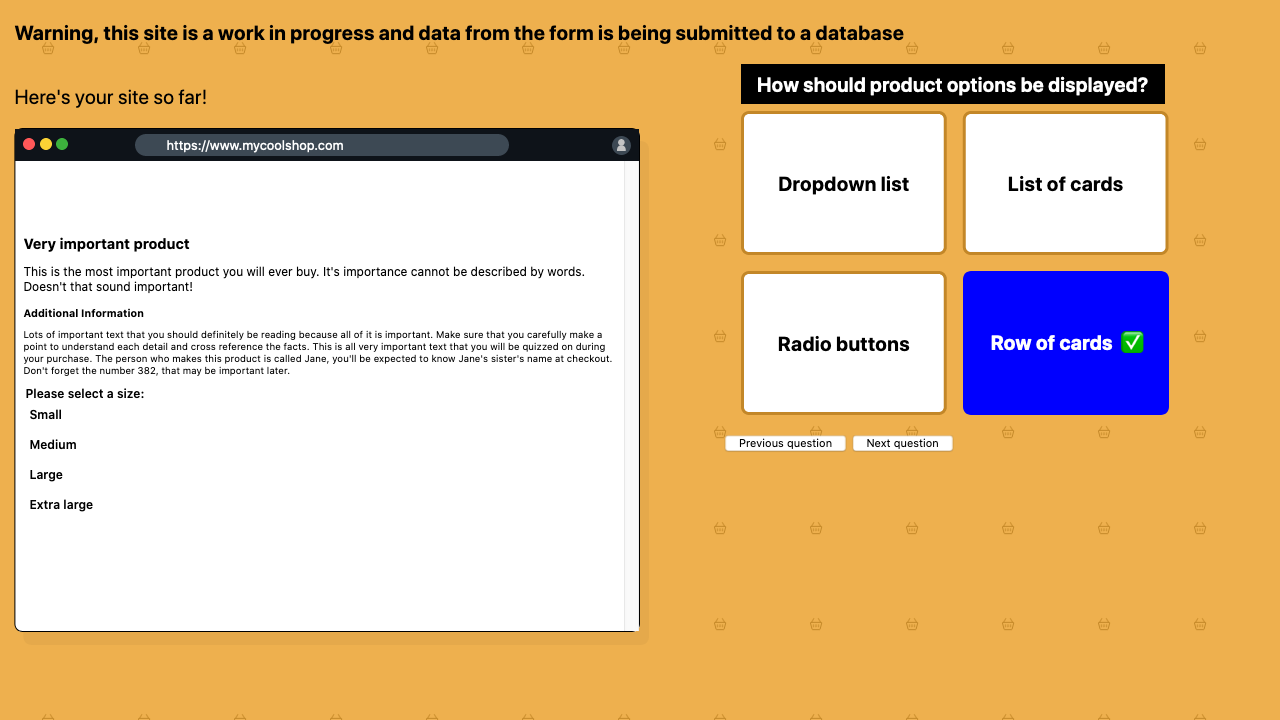 Warning, this site is a work in progress and data from the form is being submitted to a database
Here's your site so far!
https://www.mycoolshop.com
Very important product
This is the most important product you will ever buy. It's importance cannot be described by words.
Doesn't that sound important!
Additional Information
Lots of important text that you should definitely be reading because all of it is important. Make sure that you carefully make a
point to understand each detail and cross reference the facts. This is all very important text that you will be quizzed on during
your purchase. The person who makes this product is called Jane, you'll be expected to know Jane's sister's name at checkout.
Don't forget the number 382, that may be important later.
Please select a size:
Small
Medium
Large
Extra large
How should product options be displayed?
Dropdown list
List of cards
Radio buttons
Row of cards ✅
Previous question
Next question